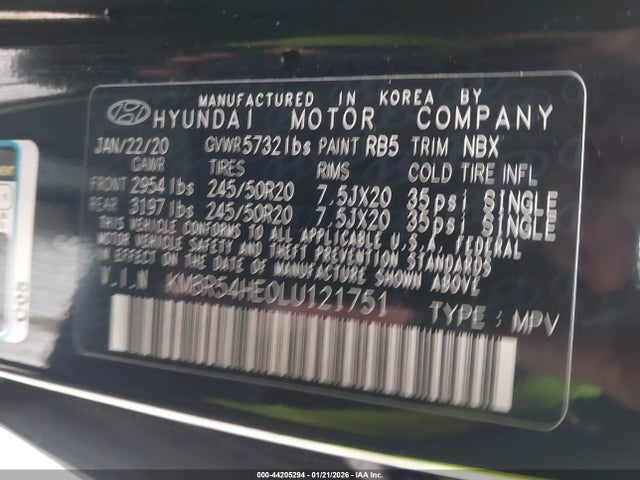 MANUFACTURED IN KOREA BY
HYUNDAI MOTOR COMPANY
JAN/22/20 GVWR 5732lbs PAINT RB5 TRIM NBX
GAWR TIRES RIMS COLD TIRE INFL
FRONT 2954lbs 245/50R20 7.5JX20 35psi SINGLE
REAR 3197lbs 245/50R20 7.5JX20 35psi SINGLE
THIS VEHICLE CONFORMS TO ALL APPLICABLE U.S.A. FEDERAL
MOTOR VEHICLE SAFETY AND THEFT PREVENTION STANDARDS
IN EFFECT ON THE DATE OF MANUFACTURE SHOWN ABOVE
V.I.N KM8R54HE0LU121751
TYPE : MPV
C05
000-44205294 - 01/21/2026 - IAAI.COM